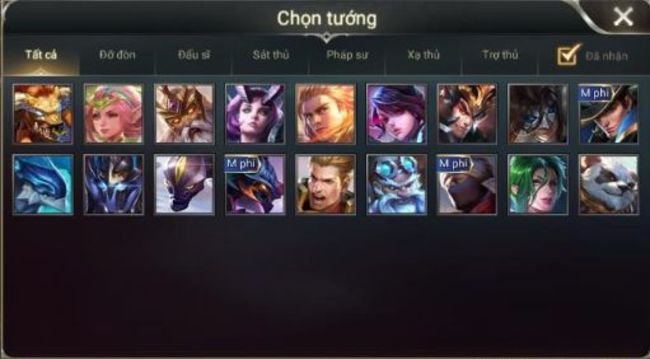 Chọn tướng
Tất cả Đỡ đòn Đấu sĩ Sát thủ Pháp sư Xạ thủ Trợ thủ Đã nhận
M phí
M phí M phí